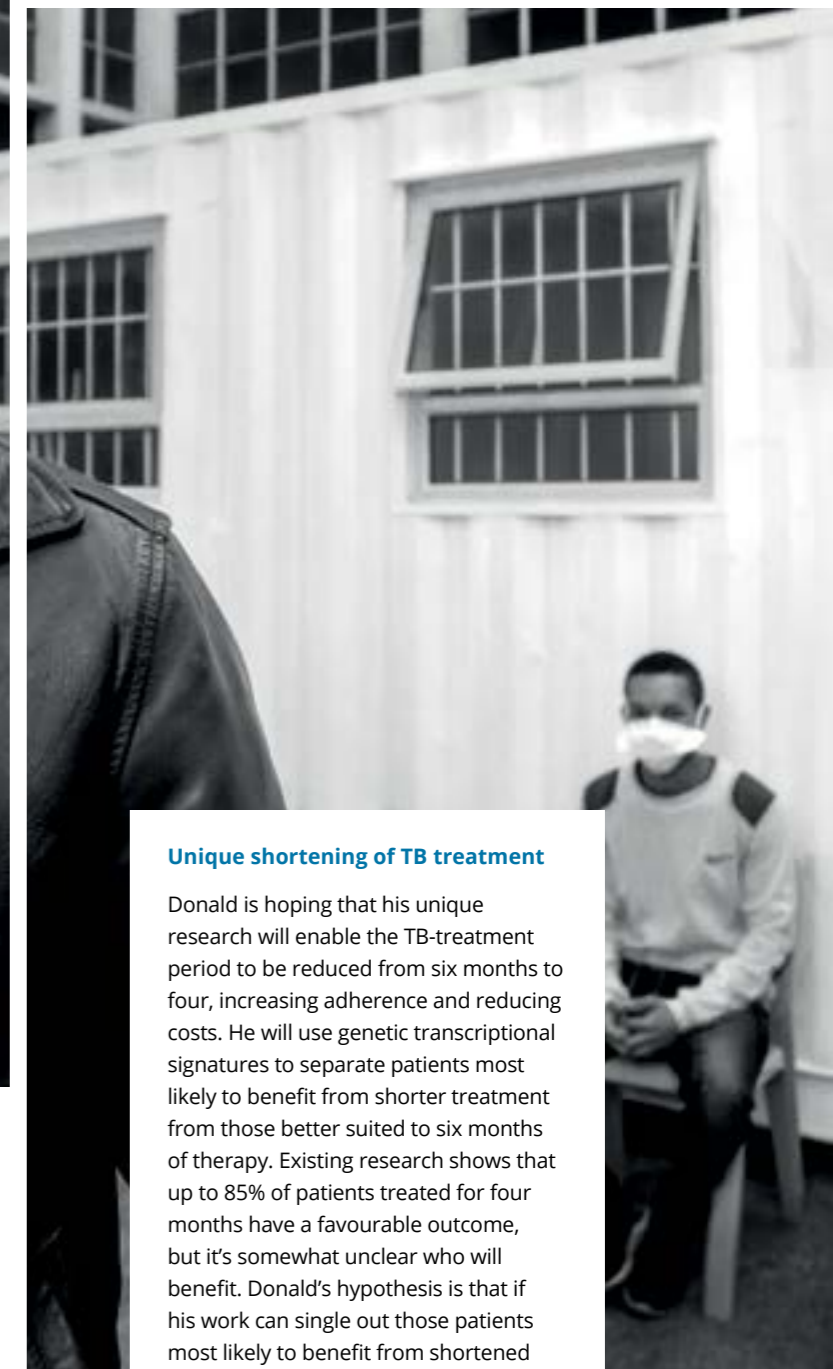 Unique shortening of TB treatment
Donald is hoping that his unique
research will enable the TB-treatment
period to be reduced from six months to
four, increasing adherence and reducing
costs. He will use genetic transcriptional
signatures to separate patients most
likely to benefit from shorter treatment
from those better suited to six months
of therapy. Existing research shows that
up to 85% of patients treated for four
months have a favourable outcome,
but it’s somewhat unclear who will
benefit. Donald’s hypothesis is that if
his work can single out those patients
most likely to benefit from shortened